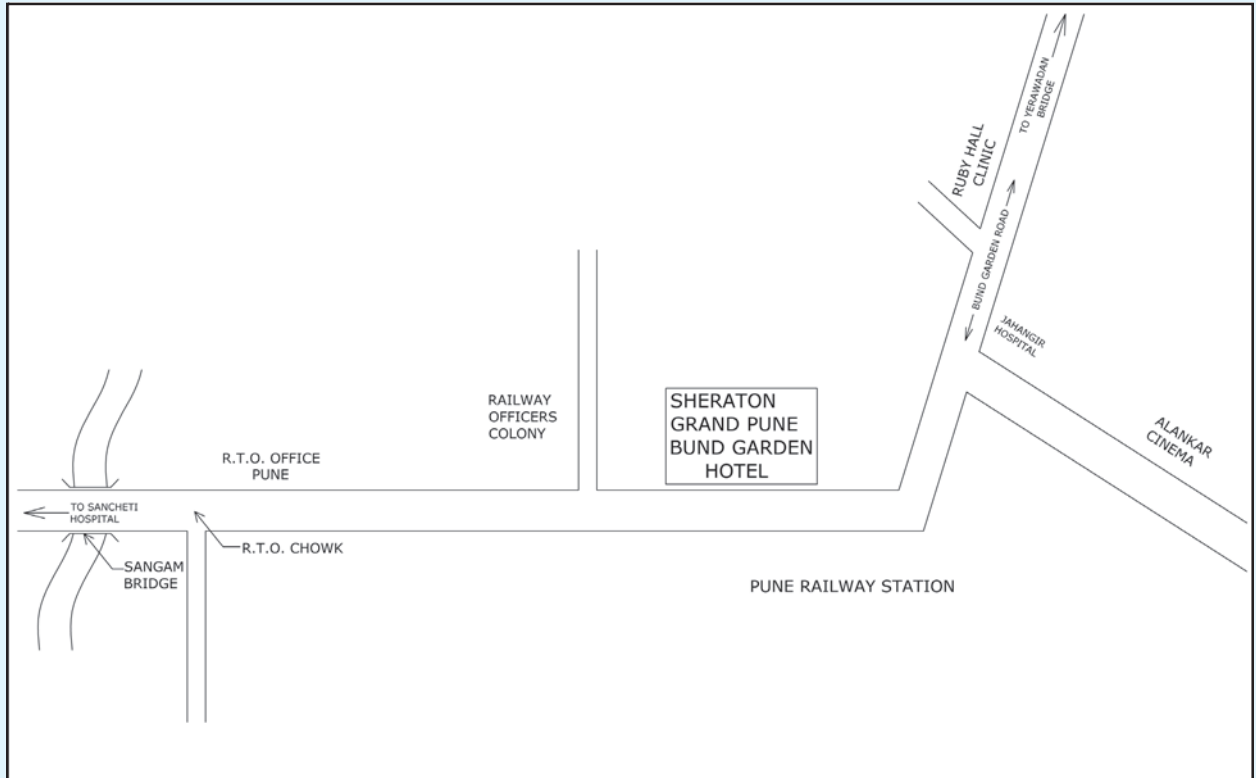 TO YERAWADAN
BRIDGE
RUBY HALL
CLINIC
BUND GARDEN ROAD
JAHANGIR
HOSPITAL
ALANKAR
CINEMA
RAILWAY
OFFICERS
COLONY
SHERATON
GRAND PUNE
BUND GARDEN
HOTEL
R.T.O. OFFICE
PUNE
TO SANCHETI
HOSPITAL
R.T.O. CHOWK
SANGAM
BRIDGE
PUNE RAILWAY STATION